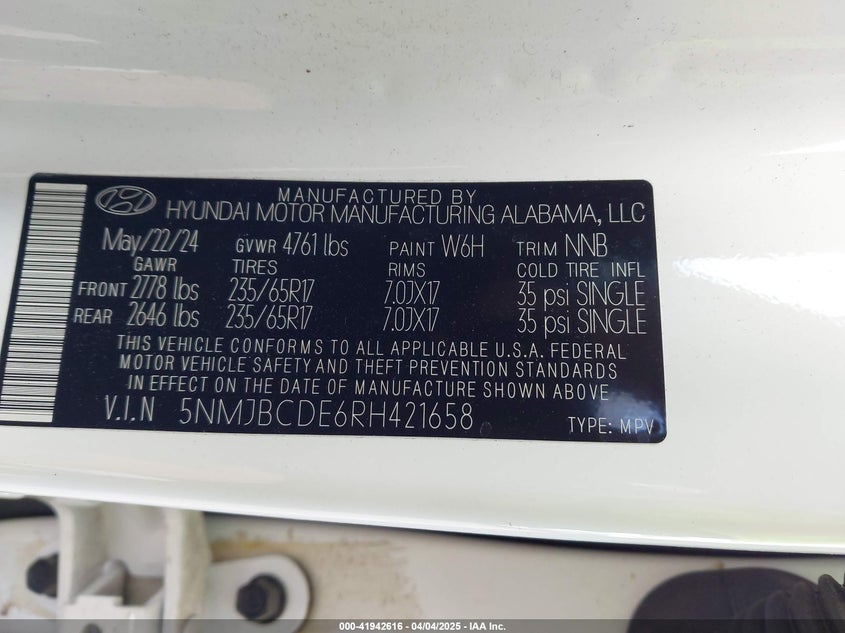 MANUFACTURED BY
HYUNDAI MOTOR MANUFACTURING ALABAMA, LLC
May/22/24 GVWR 4761 lbs PAINT W6H TRIM NNB
GAWR TIRES RIMS COLD TIRE INFL
FRONT 2778 lbs 235/65R17 7.0JX17 35 psi SINGLE
REAR 2646 lbs 235/65R17 7.0JX17 35 psi SINGLE
THIS VEHICLE CONFORMS TO ALL APPLICABLE U.S.A. FEDERAL
MOTOR VEHICLE SAFETY AND THEFT PREVENTION STANDARDS
IN EFFECT ON THE DATE OF MANUFACTURE SHOWN ABOVE
V.I.N 5NMJBCDE6RH421658 TYPE: MPV
000-41942616 - 04/04/2025 - IAA Inc.